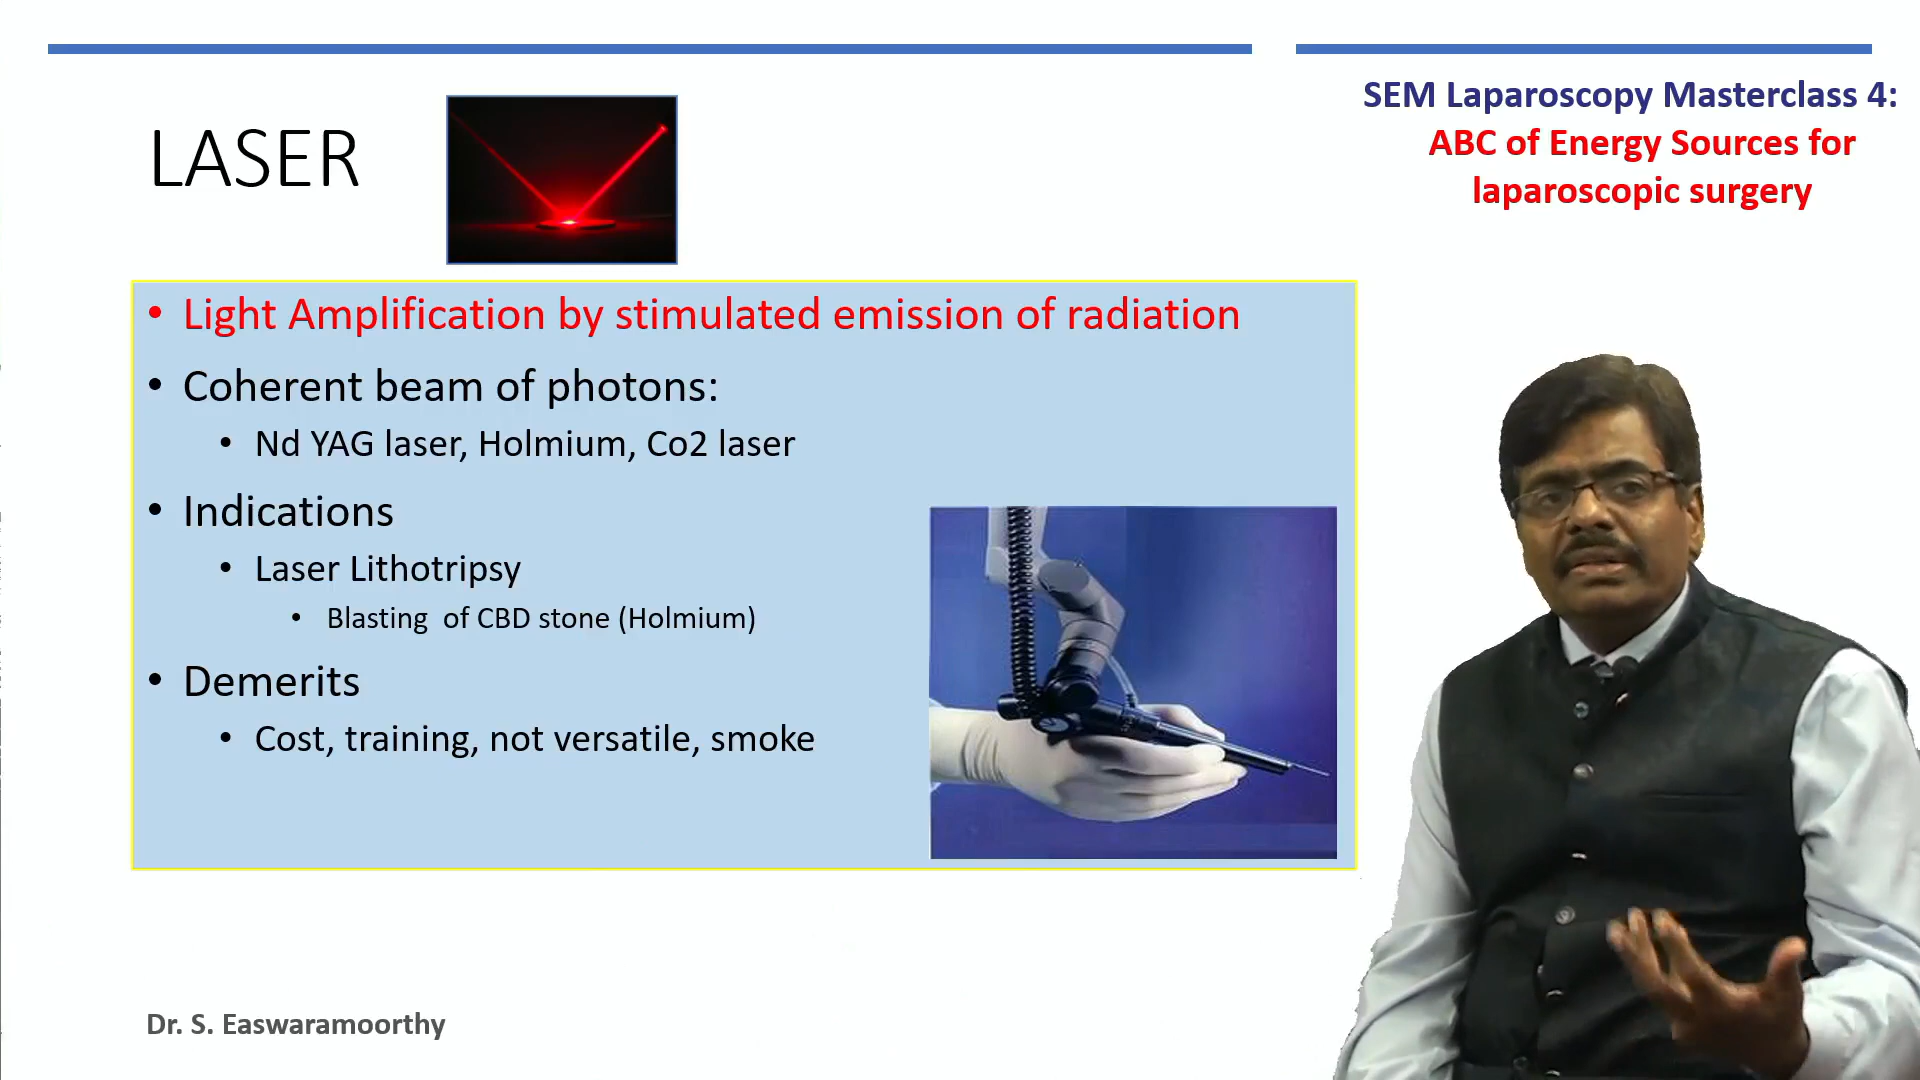 LASER
SEM Laparoscopy Masterclass 4:
ABC of Energy Sources for
laparoscopic surgery
• Light Amplification by stimulated emission of radiation
• Coherent beam of photons:
• Nd YAG laser, Holmium, Co2 laser
• Indications
• Laser Lithotripsy
• Blasting of CBD stone (Holmium)
• Demerits
• Cost, training, not versatile, smoke
Dr. S. Easwaramoorthy